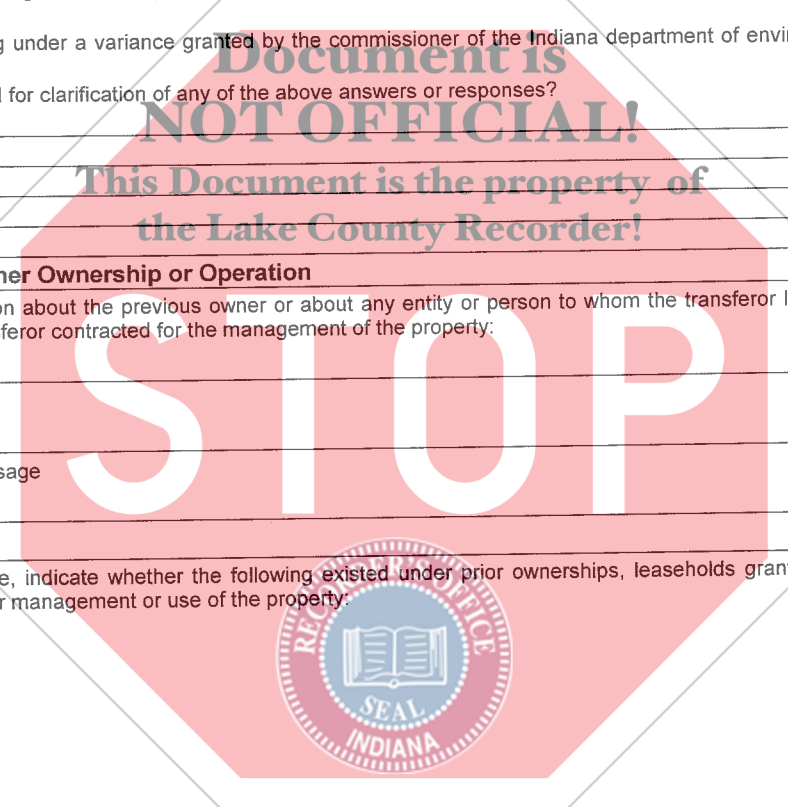 g under a variance granted by the commissioner of the Indiana department of envir
Document is
for clarification of any of the above answers or responses?
NOT OFFICIAL!
This Document is the property of
the Lake County Recorder!
ner Ownership or Operation
on about the previous owner or about any entity or person to whom the transferor l
feror contracted for the management of the property:
STOP
sage
e, indicate whether the following existed under prior ownerships, leaseholds gran
r management or use of the property:
RECORDER'S OFFICE
SEAL
INDIANA